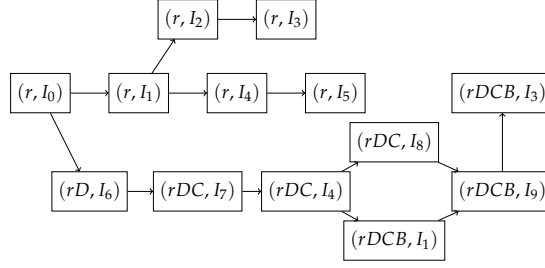 (r, I₂)
(r, I₃)
(r, I₀)
(r, I₁)
(r, I₄)
(r, I₅)
(rDCB, I₃)
(rDC, I₈)
(rD, I₆)
(rDC, I₇)
(rDC, I₄)
(rDCB, I₉)
(rDCB, I₁)